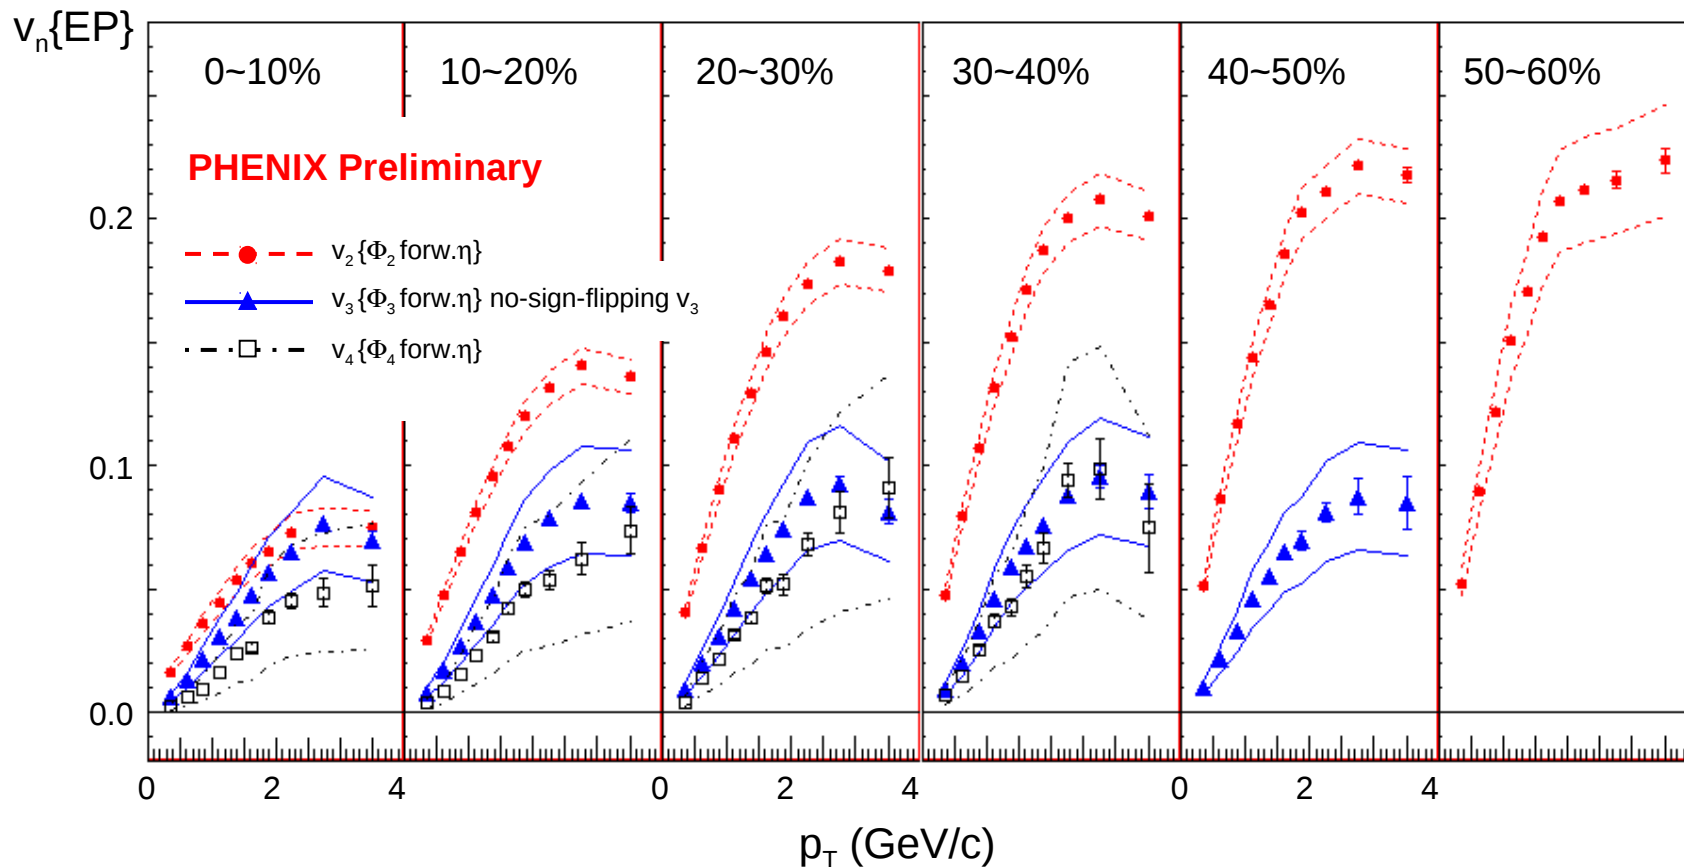 vₙ{EP}
0~10% 10~20% 20~30% 30~40% 40~50% 50~60%
PHENIX Preliminary
0.2
v₂{Φ₂ forw.η}
v₃{Φ₃ forw.η} no-sign-flipping v₃
v₄{Φ₄ forw.η}
0.1
0.0
0 2 4 0 2 4 0 2 4
p_T (GeV/c)